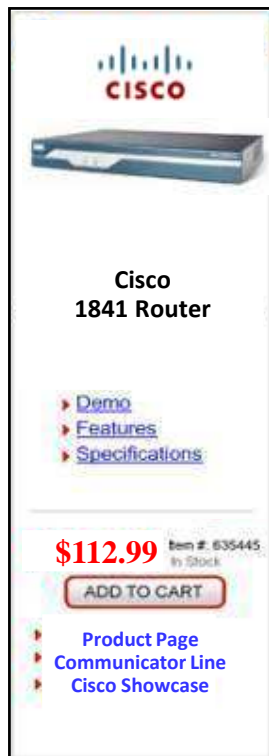 CISCO
Cisco
1841 Router
Demo
Features
Specifications
$112.99 Item #: 635445
In Stock
ADD TO CART
Product Page
Communicator Line
Cisco Showcase